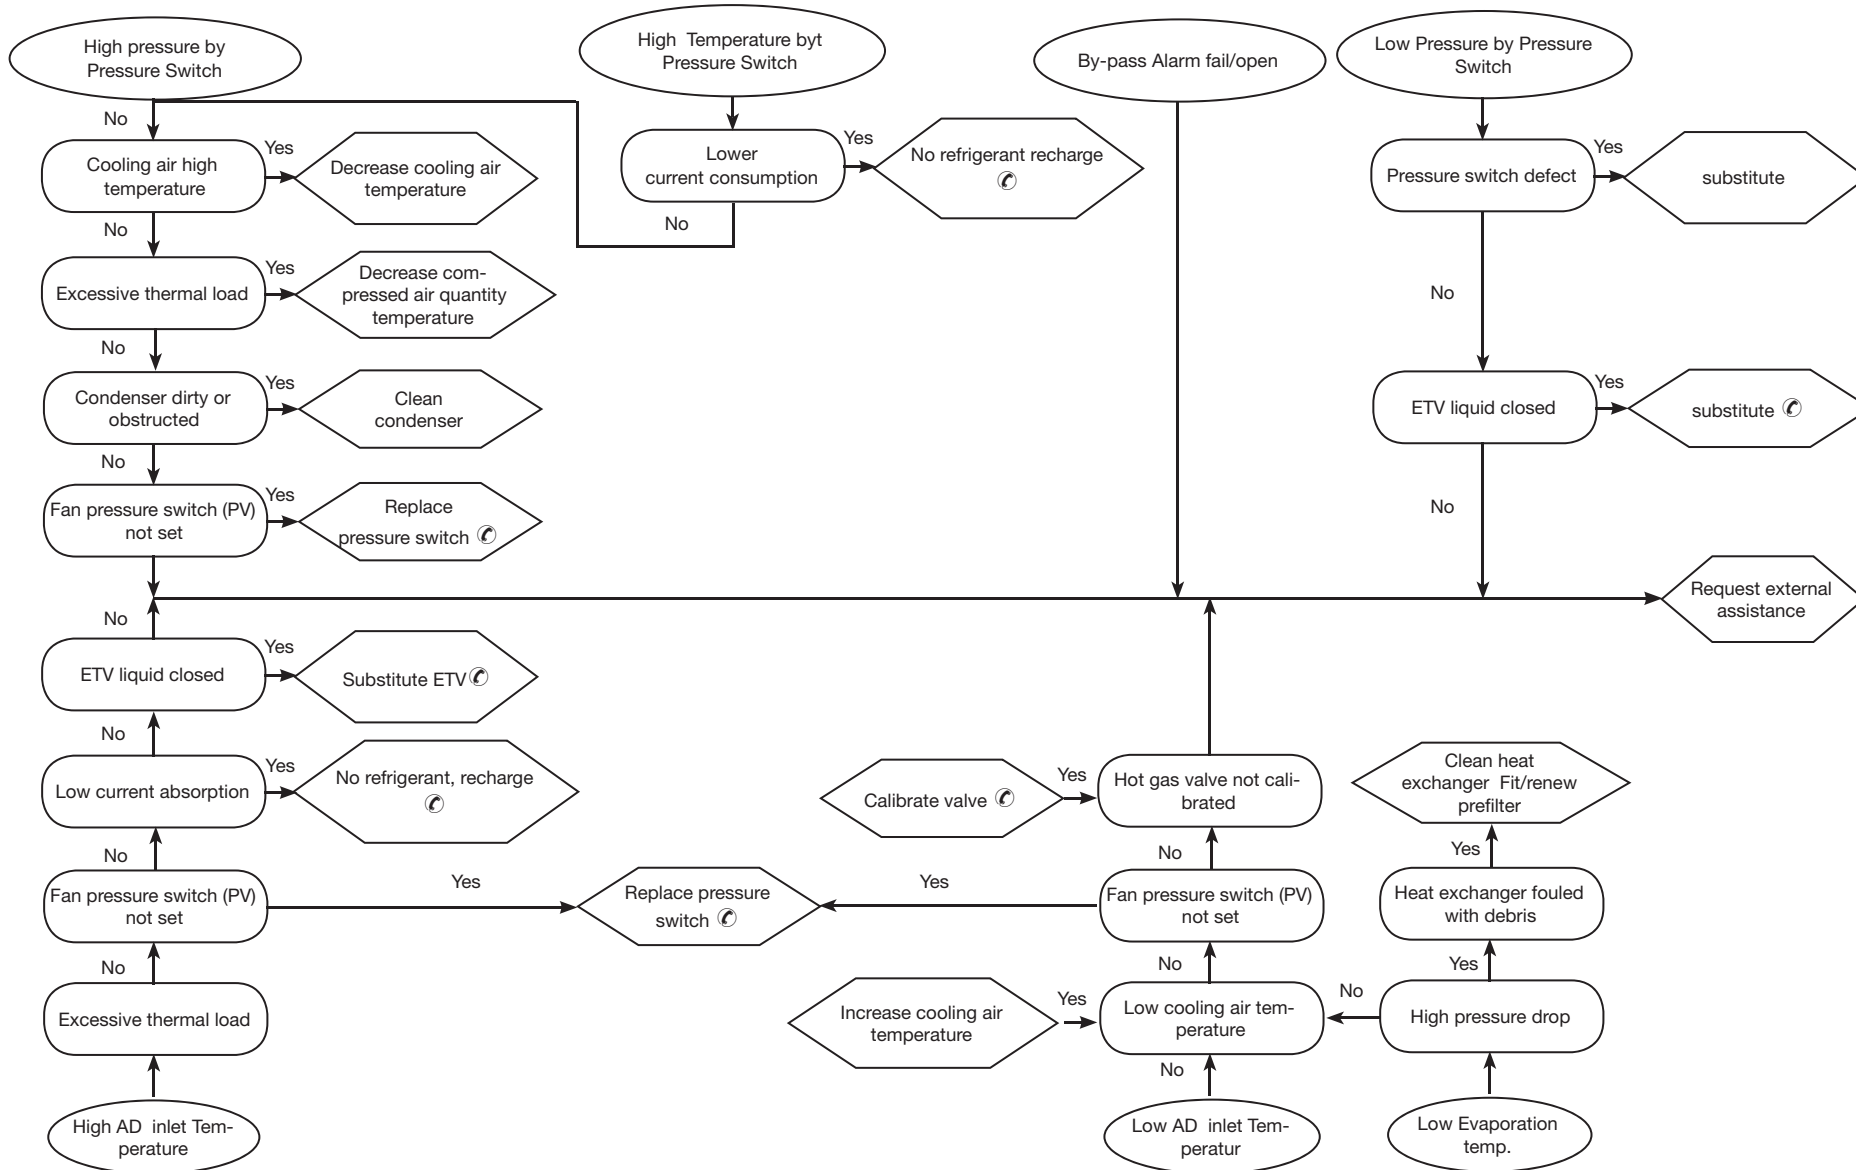 High pressure by
Pressure Switch
High  Temperature byt
Pressure Switch
By-pass Alarm fail/open
Low Pressure by Pressure
Switch
No
Cooling air high
temperature
Yes
Decrease cooling air
temperature
Lower
current consumption
Yes
No refrigerant recharge
✆
No
Pressure switch defect
Yes
substitute
No
Excessive thermal load
Yes
Decrease com-
pressed air quantity
temperature
No
No
Condenser dirty or
obstructed
Yes
Clean
condenser
ETV liquid closed
Yes
substitute ✆
No
Fan pressure switch (PV)
not set
Yes
Replace
pressure switch ✆
No
Request external
assistance
No
ETV liquid closed
Yes
Substitute ETV ✆
No
Low current absorption
Yes
No refrigerant, recharge
✆
Calibrate valve ✆
Yes
Hot gas valve not cali-
brated
Clean heat
exchanger  Fit/renew
prefilter
No
No
Yes
Fan pressure switch (PV)
not set
Yes
Replace pressure
switch ✆
Yes
Fan pressure switch (PV)
not set
Heat exchanger fouled
with debris
No
No
Yes
Excessive thermal load
Increase cooling air
temperature
Yes
Low cooling air tem-
perature
No
High pressure drop
No
High AD  inlet Tem-
perature
Low AD  inlet Tem-
peratur
Low Evaporation
temp.